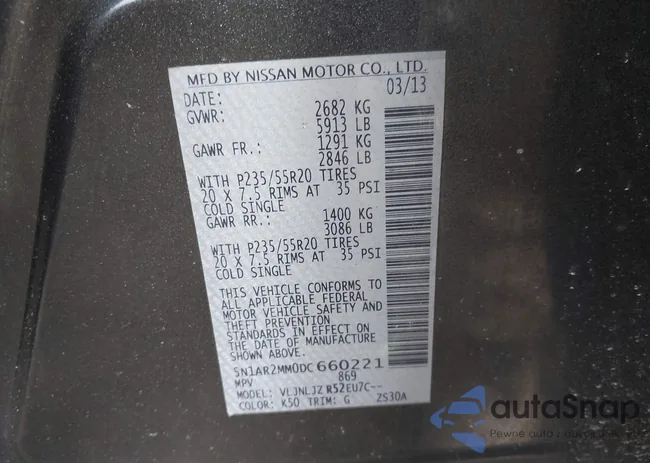 MFD BY NISSAN MOTOR CO., LTD.
DATE: 03/13
GVWR: 2682 KG
5913 LB
GAWR FR.: 1291 KG
2846 LB
WITH P235/55R20 TIRES
20 X 7.5 RIMS AT 35 PSI
COLD SINGLE
GAWR RR.: 1400 KG
3086 LB
WITH P235/55R20 TIRES
20 X 7.5 RIMS AT 35 PSI
COLD SINGLE
THIS VEHICLE CONFORMS TO
ALL APPLICABLE FEDERAL
MOTOR VEHICLE SAFETY AND
THEFT PREVENTION
STANDARDS IN EFFECT ON
THE DATE OF MANUFACTURE
SHOWN ABOVE.
5N1AR2MM0DC660221
MPV 869
MODEL: VLJNLJZ R52EU7C--
COLOR: K50 TRIM: G ZS30A
autoSnap
Pewne auto z aukcji